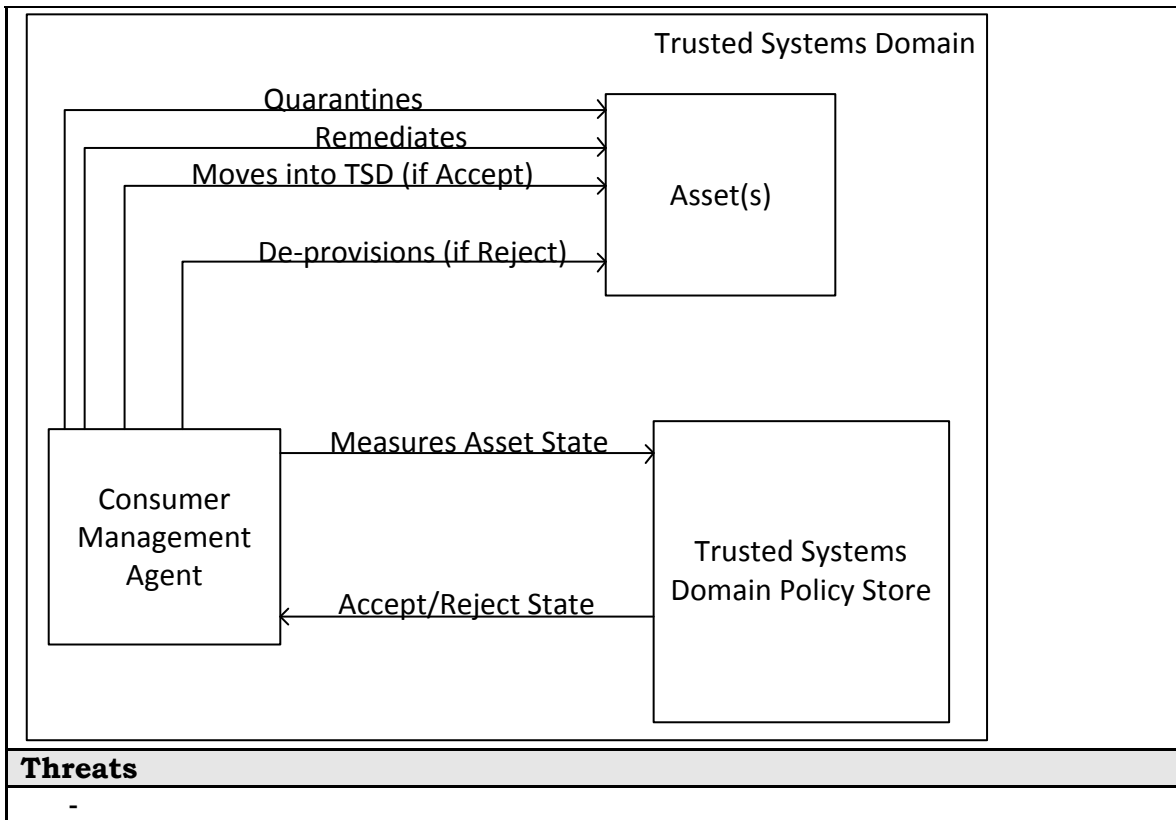 Trusted Systems Domain
Quarantines
Remediates
Moves into TSD (if Accept)
De-provisions (if Reject)
Asset(s)
Consumer
Management
Agent
Measures Asset State
Accept/Reject State
Trusted Systems
Domain Policy Store
Threats
-